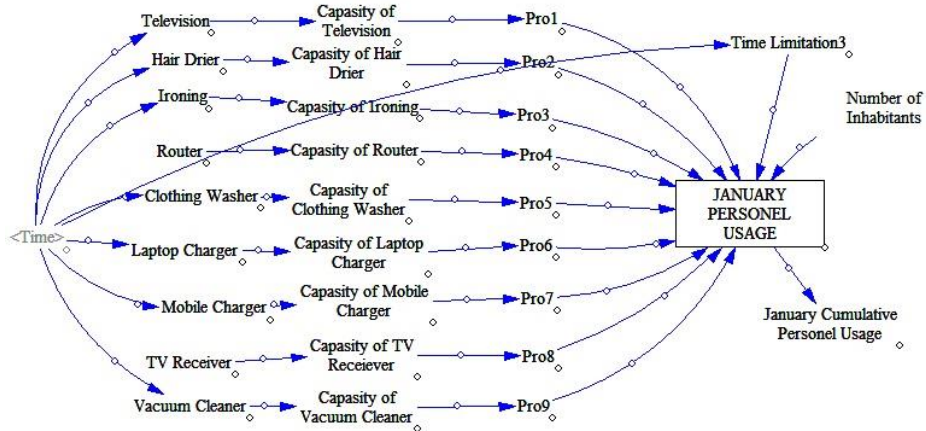 Television
Capasity of
Television
Pro1
Hair Drier
Capasity of Hair
Drier
Pro2
Time Limitation3
Ironing
Capasity of Ironing
Pro3
Number of
Inhabitants
Router
Capasity of Router
Pro4
Clothing Washer
Capasity of
Clothing Washer
Pro5
JANUARY
PERSONEL
USAGE
<Time>
Laptop Charger
Capasity of Laptop
Charger
Pro6
Mobile Charger
Capasity of Mobile
Charger
Pro7
January Cumulative
Personel Usage
TV Receiver
Capasity of TV
Receiever
Pro8
Vacuum Cleaner
Capasity of
Vacuum Cleaner
Pro9